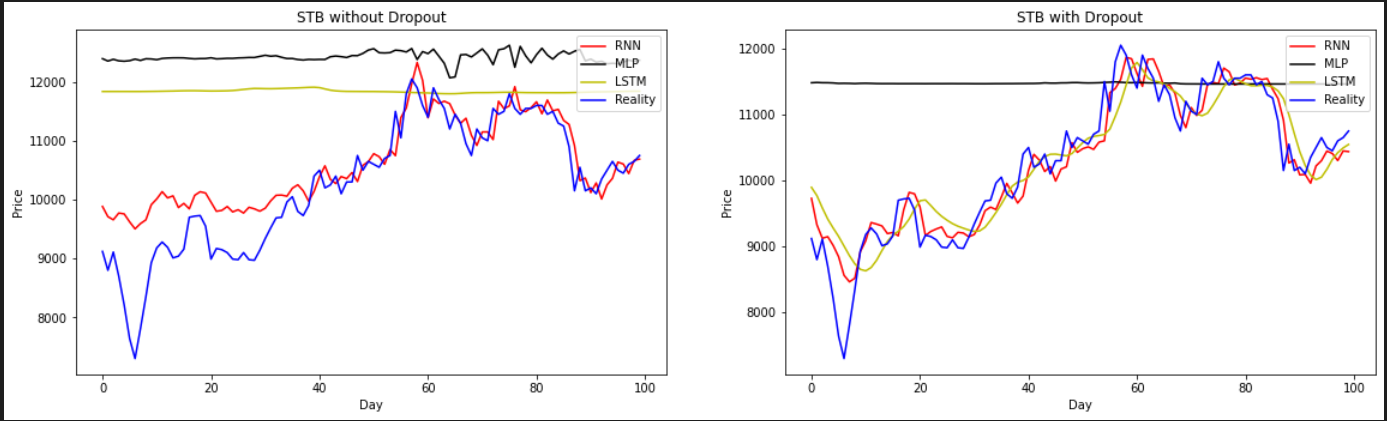 STB without Dropout
Price
12000
11000
10000
9000
8000
0
20
40
60
80
100
Day
RNN
MLP
LSTM
Reality
STB with Dropout
Price
12000
11000
10000
9000
8000
0
20
40
60
80
100
Day
RNN
MLP
LSTM
Reality